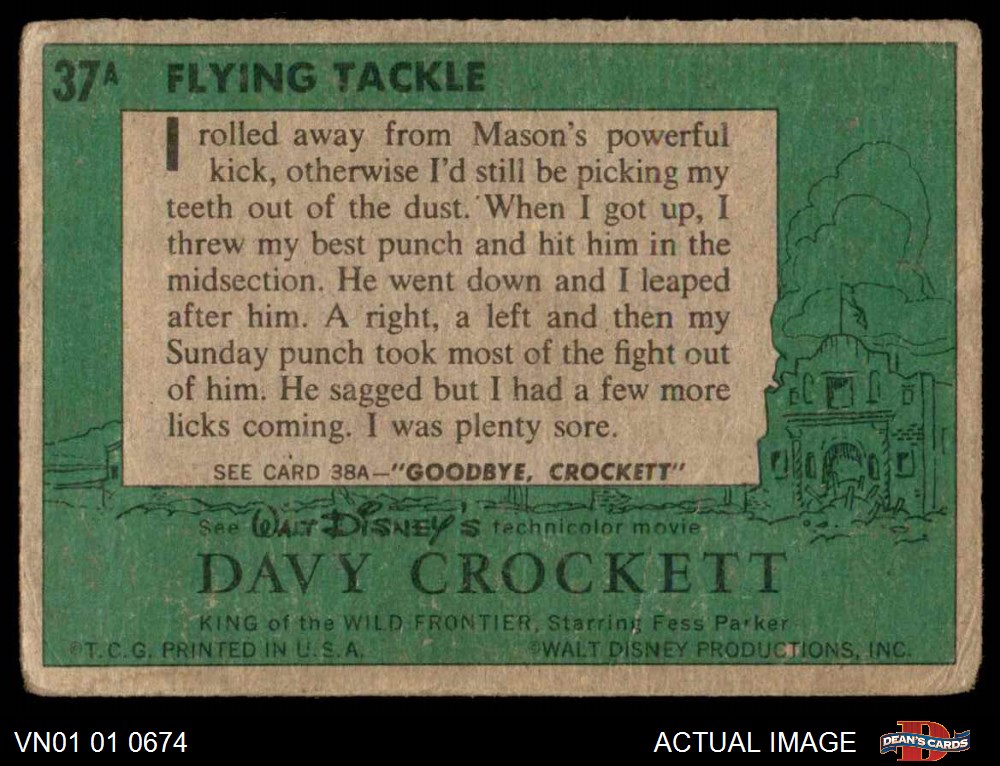 37A FLYING TACKLE
I rolled away from Mason's powerful
kick, otherwise I'd still be picking my
teeth out of the dust. When I got up, I
threw my best punch and hit him in the
midsection. He went down and I leaped
after him. A right, a left and then my
Sunday punch took most of the fight out
of him. He sagged but I had a few more
licks coming. I was plenty sore.
SEE CARD 38A—"GOODBYE, CROCKETT"
See WALT DISNEY'S technicolor movie
DAVY CROCKETT
KING of the WILD FRONTIER, Starring Fess Parker
©T.C.G. PRINTED IN U.S.A. ©WALT DISNEY PRODUCTIONS, INC.
VN01 01 0674 ACTUAL IMAGE DEAN'S CARDS